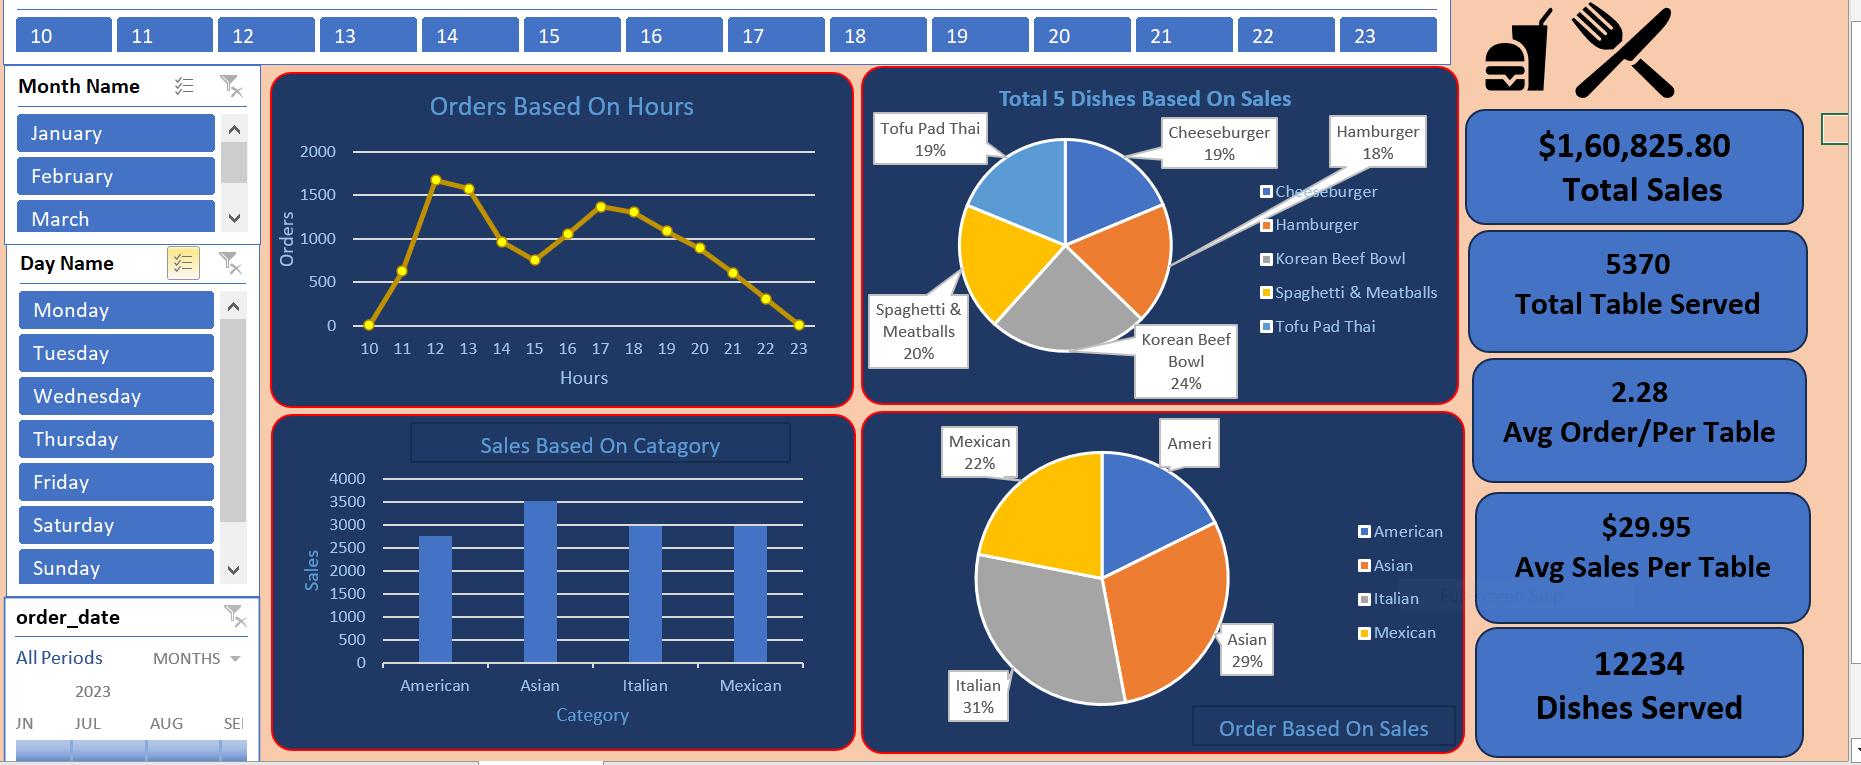 10 11 12 13 14 15 16 17 18 19 20 21 22 23
Month Name
January
February
March
Day Name
Monday
Tuesday
Wednesday
Thursday
Friday
Saturday
Sunday
order_date
All Periods MONTHS
2023
JUL AUG
Orders Based On Hours
2000
1500
1000
500
0
Orders
10 11 12 13 14 15 16 17 18 19 20 21 22 23
Hours
Total 5 Dishes Based On Sales
Tofu Pad Thai
19%
Cheeseburger
19%
Hamburger
18%
Spaghetti &
Meatballs
20%
Korean Beef
Bowl
24%
Cheeseburger
Hamburger
Korean Beef Bowl
Spaghetti & Meatballs
Tofu Pad Thai
Sales Based On Catagory
4000
3500
3000
2500
2000
1500
1000
500
0
Sales
American Asian Italian Mexican
Category
Mexican
22%
Ameri
Asian
29%
Italian
31%
American
Asian
Italian
Mexican
Order Based On Sales
$1,60,825.80
Total Sales
5370
Total Table Served
2.28
Avg Order/Per Table
$29.95
Avg Sales Per Table
12234
Dishes Served